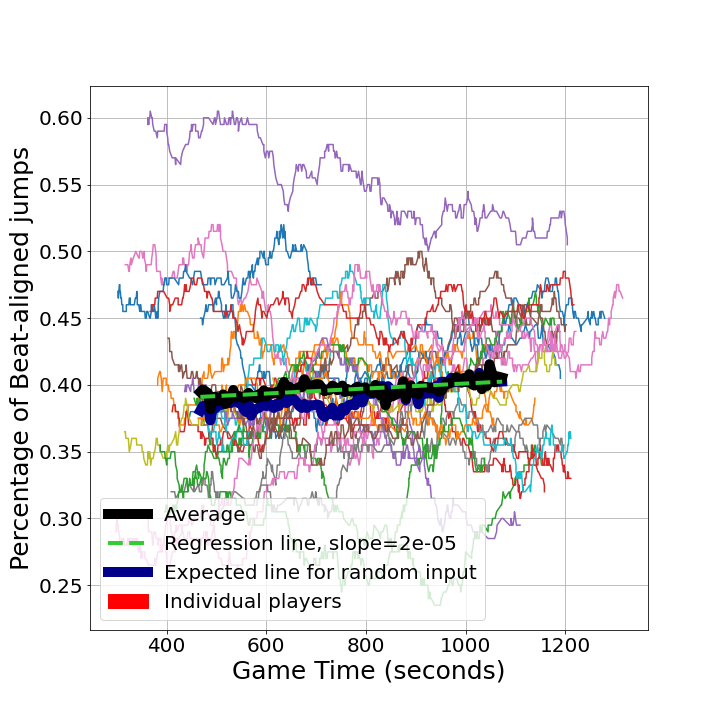 Percentage of Beat-aligned jumps
0.60
0.55
0.50
0.45
0.40
0.35
0.30
0.25
Average
Regression line, slope=2e-05
Expected line for random input
Individual players
400 600 800 1000 1200
Game Time (seconds)